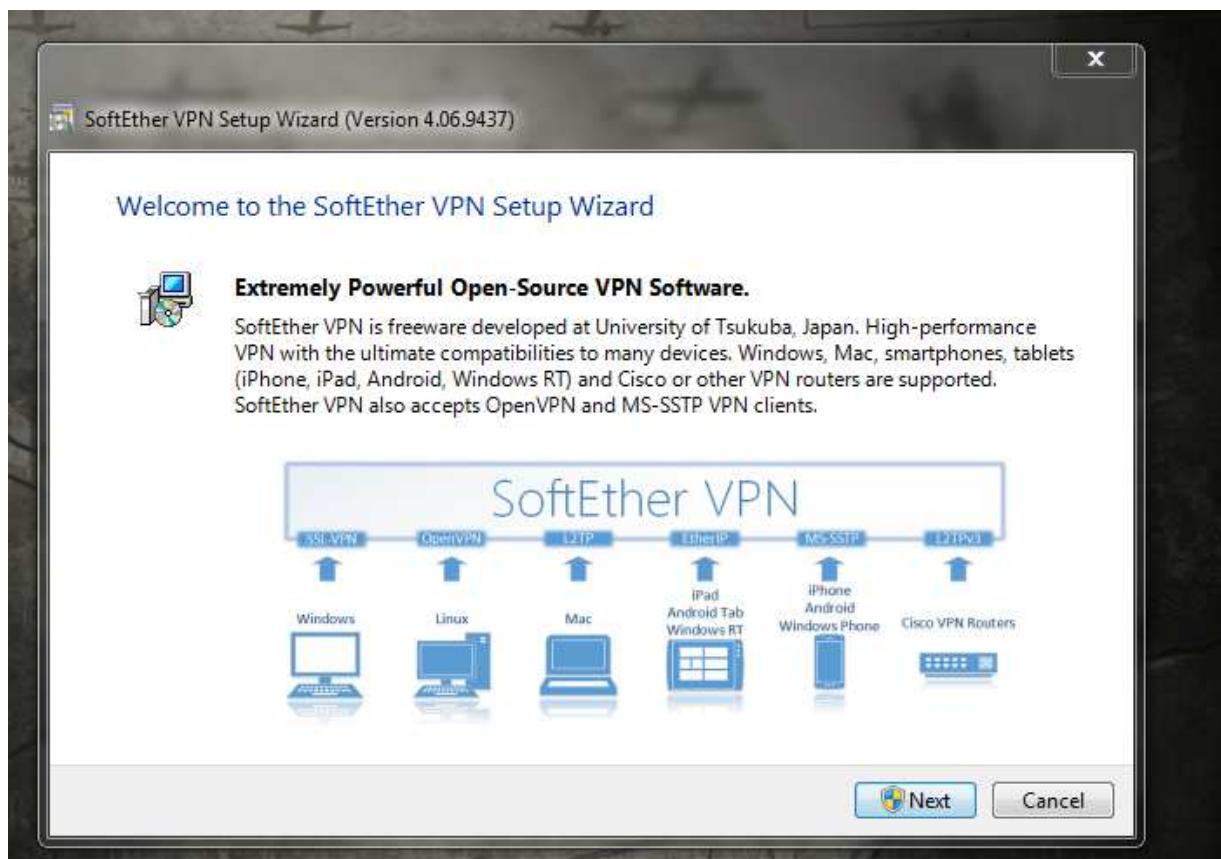 x
SoftEther VPN Setup Wizard (Version 4.06.9437)
Welcome to the SoftEther VPN Setup Wizard
Extremely Powerful Open-Source VPN Software.
SoftEther VPN is freeware developed at University of Tsukuba, Japan. High-performance
VPN with the ultimate compatibilities to many devices. Windows, Mac, smartphones, tablets
(iPhone, iPad, Android, Windows RT) and Cisco or other VPN routers are supported.
SoftEther VPN also accepts OpenVPN and MS-SSTP VPN clients.
SoftEther VPN
SSL-VPN OpenVPN L2TP EtherIP MS-SSTP L2TPv3
Windows
Linux
Mac
iPad
Android Tab
Windows RT
iPhone
Android
Windows Phone
Cisco VPN Routers
Next Cancel